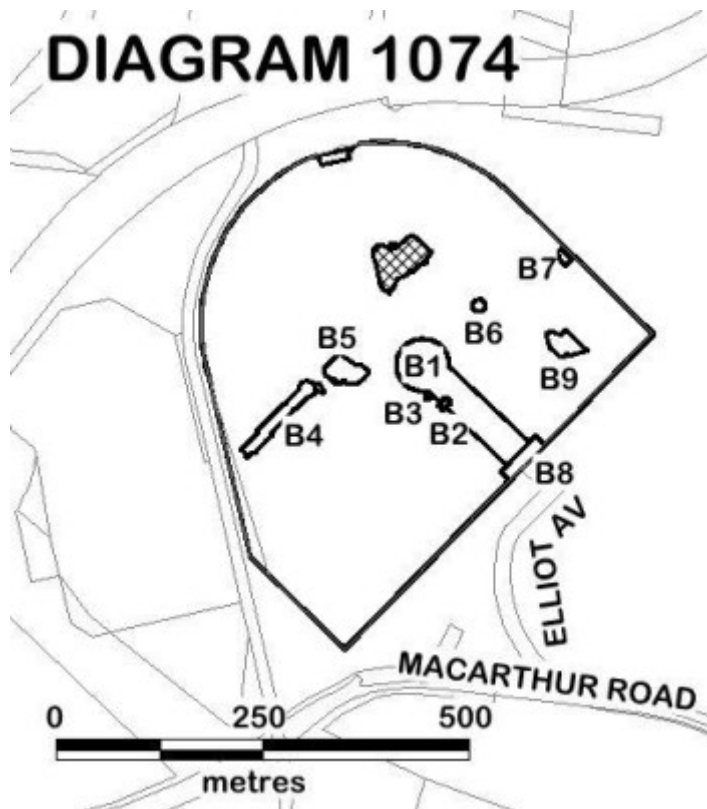 DIAGRAM 1074
B7
B6
B5
B1
B9
B3
B2
B4
B8
ELLIOT AV
MACARTHUR ROAD
0 250 500
metres